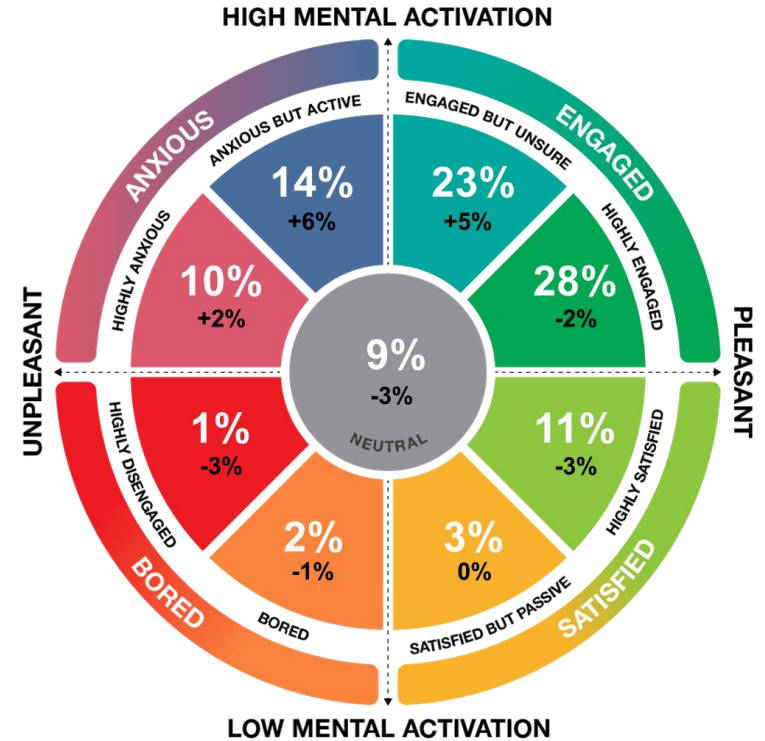 HIGH MENTAL ACTIVATION
ANXIOUS
ANXIOUS BUT ACTIVE
ENGAGED BUT UNSURE
ENGAGED
14%
+6%
23%
+5%
HIGHLY ANXIOUS
10%
+2%
28%
-2%
HIGHLY ENGAGED
UNPLEASANT
9%
-3%
NEUTRAL
PLEASANT
HIGHLY DISENGAGED
1%
-3%
11%
-3%
HIGHLY SATISFIED
2%
-1%
3%
0%
BORED
BORED
SATISFIED BUT PASSIVE
SATISFIED
LOW MENTAL ACTIVATION